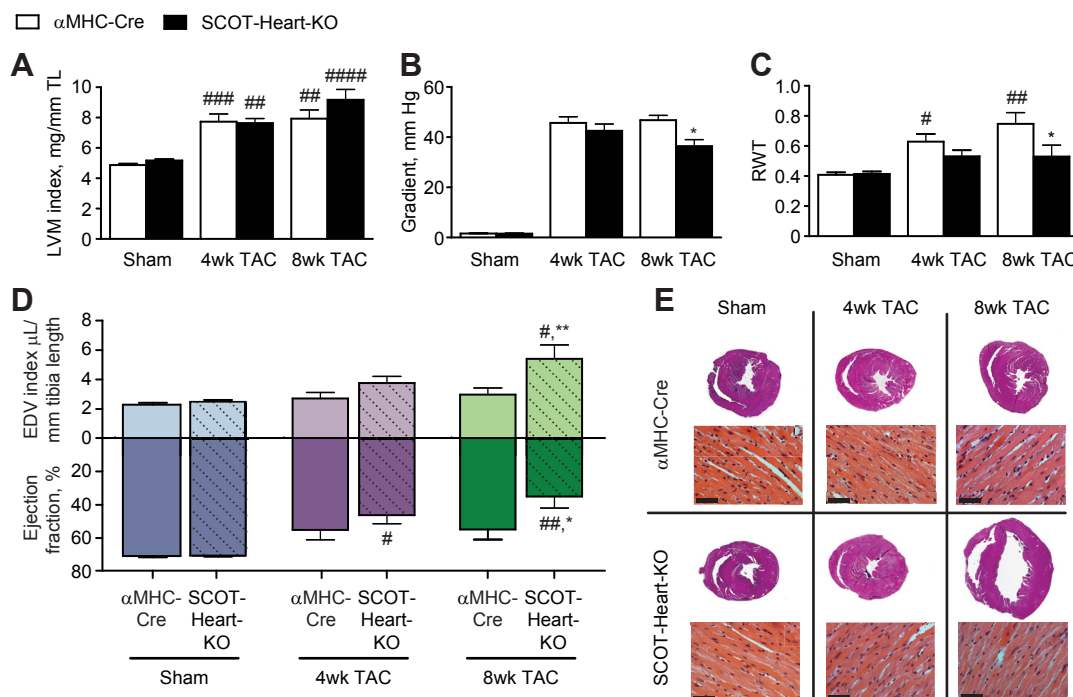 αMHC-Cre SCOT-Heart-KO
A
LVM index, mg/mm TL
10
8
6
4
2
0
###
##
##
####
Sham 4wk TAC 8wk TAC
B
Gradient, mm Hg
60
40
20
0
*
Sham 4wk TAC 8wk TAC
C
RWT
1.0
0.8
0.6
0.4
0.2
0
#
##
*
Sham 4wk TAC 8wk TAC
D
EDV index µL/
mm tibia length
8
6
4
2
0
Ejection
fraction, %
20
40
60
80
#,**
#
##,*
αMHC-
Cre
SCOT-
Heart-
KO
αMHC-
Cre
SCOT-
Heart-
KO
αMHC-
Cre
SCOT-
Heart-
KO
Sham 4wk TAC 8wk TAC
E
Sham 4wk TAC 8wk TAC
αMHC-Cre
SCOT-Heart-KO